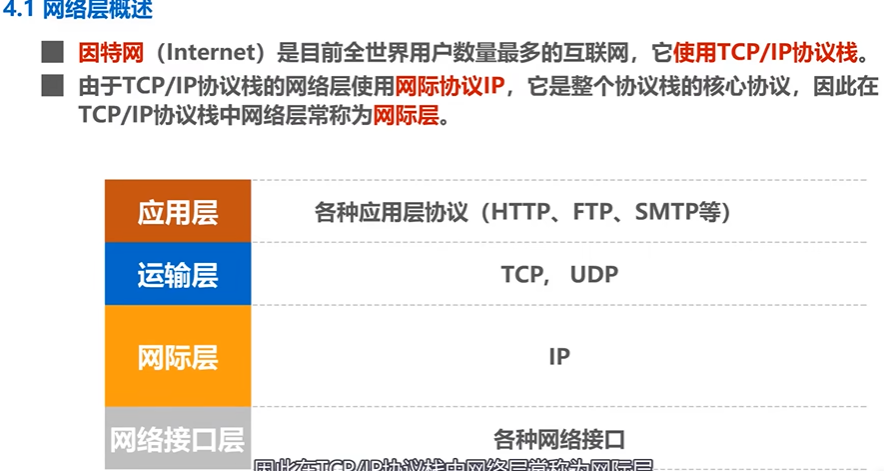 4.1 网络层概述
因特网（Internet）是目前全世界用户数量最多的互联网，它使用TCP/IP协议栈。
由于TCP/IP协议栈的网络层使用网际协议IP，它是整个协议栈的核心协议，因此在
TCP/IP协议栈中网络层常称为网际层。
应用层 各种应用层协议（HTTP、FTP、SMTP等）
运输层 TCP， UDP
网际层 IP
网络接口层 各种网络接口
因此在TCP/IP协议栈中网络层常称为网际层